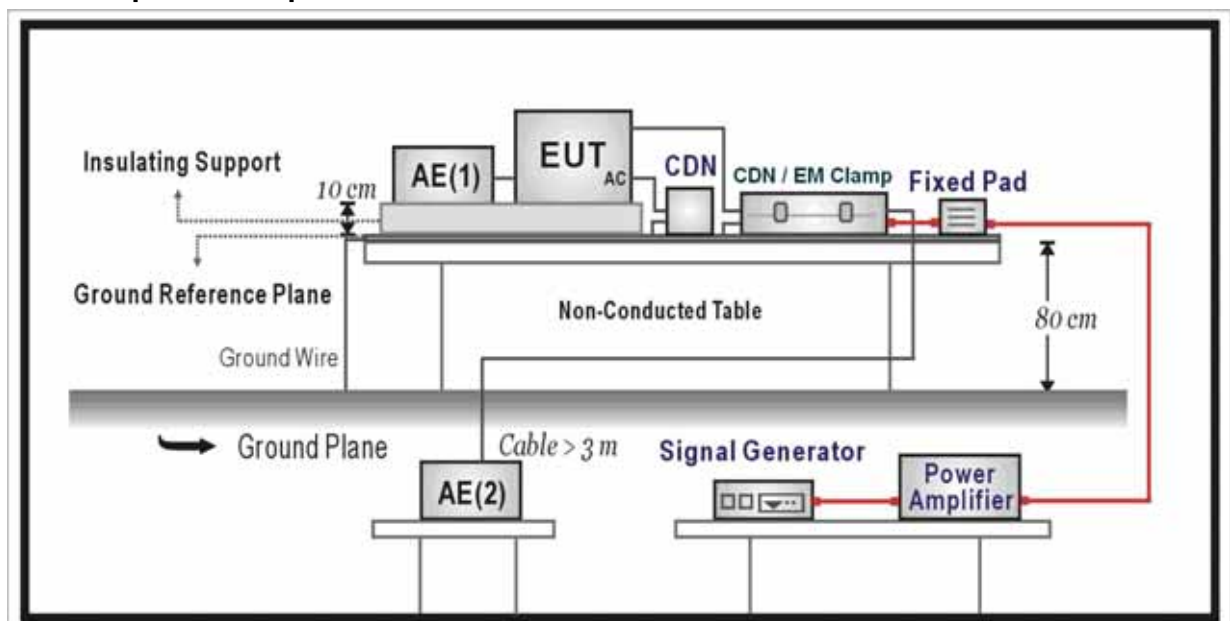 Insulating Support
10 cm
AE(1)
EUT
AC
CDN
CDN / EM Clamp
Fixed Pad
Ground Reference Plane
Non-Conducted Table
80 cm
Ground Wire
Ground Plane
Cable > 3 m
AE(2)
Signal Generator
Power
Amplifier